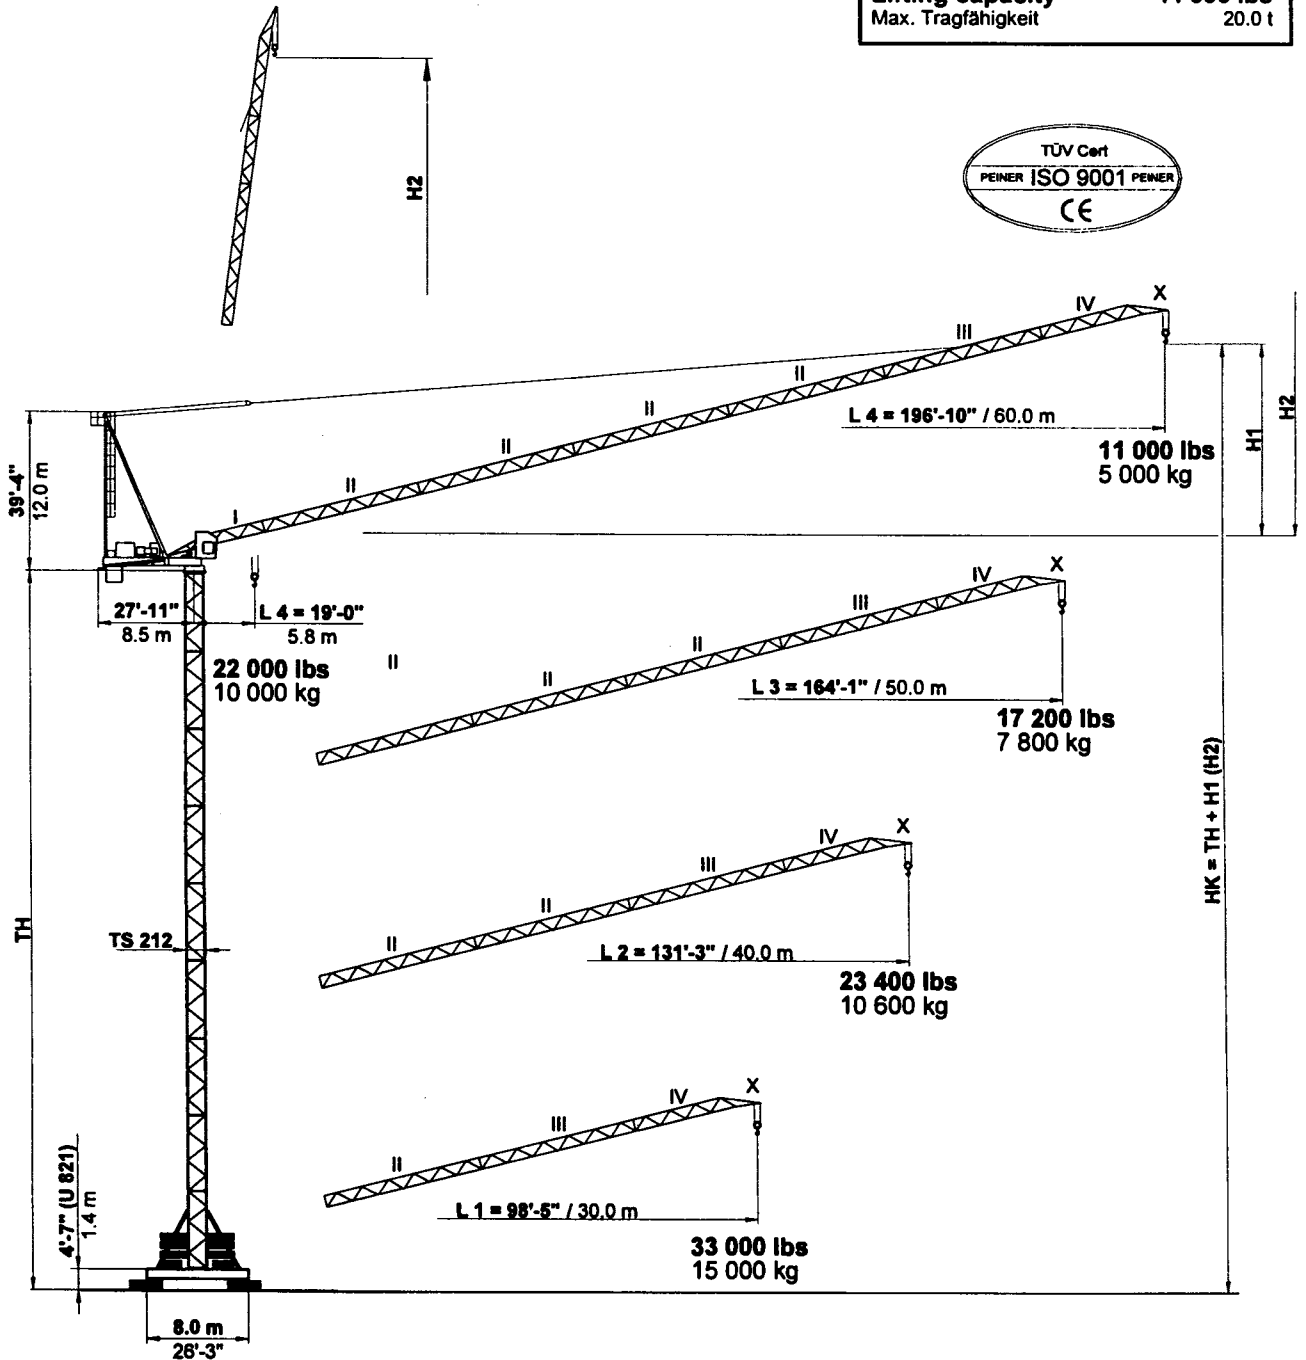 Max. Tragfähigkeit 20.0 t
H2
TÜV Cert
PEINER ISO 9001 PEINER
CE
X
IV
III
II
II
II
II
I
L 4 = 196'-10" / 60.0 m
11 000 lbs
5 000 kg
H1
H2
39'-4"
12.0 m
27'-11"
8.5 m
L 4 = 19'-0"
5.8 m
22 000 lbs
10 000 kg
X
IV
III
II
II
II
L 3 = 164'-1" / 50.0 m
17 200 lbs
7 800 kg
HK = TH + H1 (H2)
X
IV
III
II
II
L 2 = 131'-3" / 40.0 m
23 400 lbs
10 600 kg
TH
TS 212
X
IV
III
II
L 1 = 98'-5" / 30.0 m
33 000 lbs
15 000 kg
4'-7" (U 821)
1.4 m
8.0 m
26'-3"